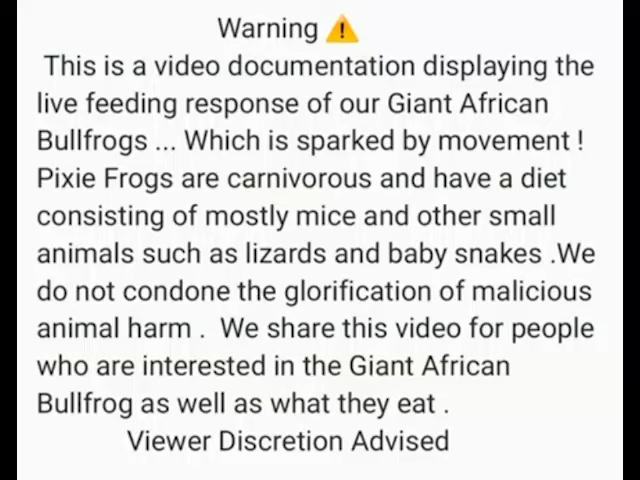 Warning ⚠️
This is a video documentation displaying the
live feeding response of our Giant African
Bullfrogs ... Which is sparked by movement !
Pixie Frogs are carnivorous and have a diet
consisting of mostly mice and other small
animals such as lizards and baby snakes .We
do not condone the glorification of malicious
animal harm .  We share this video for people
who are interested in the Giant African
Bullfrog as well as what they eat .
Viewer Discretion Advised